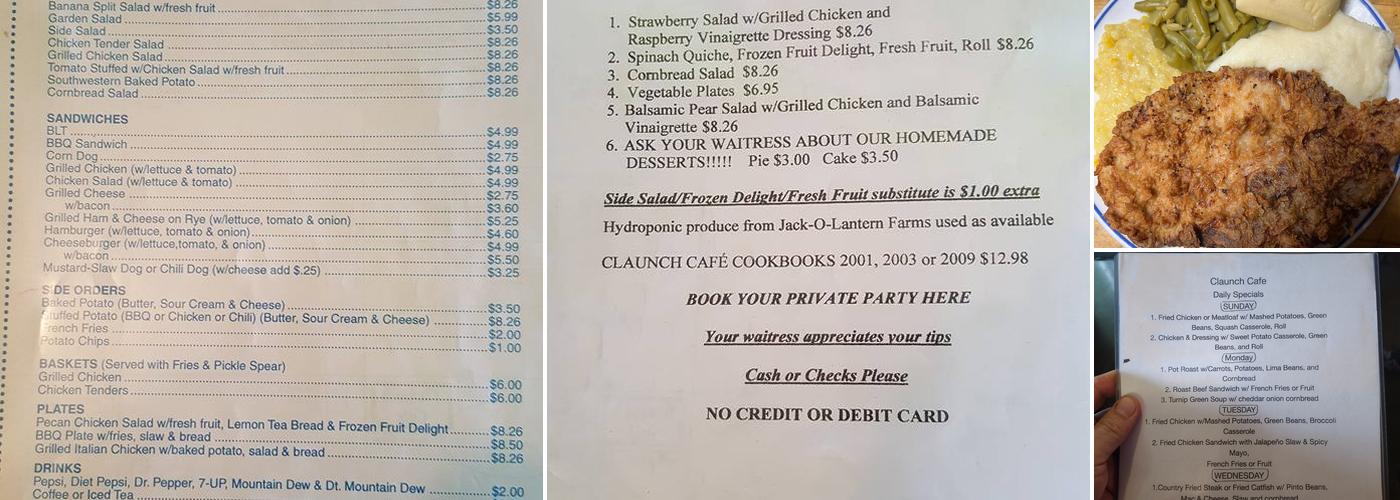 Banana Split Salad w/fresh fruit $8.26
Garden Salad $5.99
Side Salad $3.50
Chicken Tender Salad $8.26
Grilled Chicken Salad $8.26
Tomato Stuffed w/Chicken Salad w/fresh fruit $8.26
Southwestern Baked Potato $8.26
Cornbread Salad $8.26
SANDWICHES
BLT $4.99
BBQ Sandwich $4.99
Corn Dog $2.75
Grilled Chicken (w/lettuce & tomato) $4.99
Chicken Salad (w/lettuce & tomato) $4.99
Grilled Cheese $2.75
w/bacon $3.60
Grilled Ham & Cheese on Rye (w/lettuce, tomato & onion) $5.25
Hamburger (w/lettuce, tomato & onion) $4.60
Cheeseburger (w/lettuce,tomato, & onion) $4.99
w/bacon $5.50
Mustard-Slaw Dog or Chili Dog (w/cheese add $.25) $3.25
SIDE ORDERS
Baked Potato (Butter, Sour Cream & Cheese) $3.50
Stuffed Potato (BBQ or Chicken or Chili) (Butter, Sour Cream & Cheese) $8.26
French Fries $2.00
Potato Chips $1.00
BASKETS (Served with Fries & Pickle Spear)
Grilled Chicken $6.00
Chicken Tenders $6.00
PLATES
Pecan Chicken Salad w/fresh fruit, Lemon Tea Bread & Frozen Fruit Delight $8.26
BBQ Plate w/fries, slaw & bread $8.50
Grilled Italian Chicken w/baked potato, salad & bread $8.26
DRINKS
Pepsi, Diet Pepsi, Dr. Pepper, 7-UP, Mountain Dew & Dt. Mountain Dew $2.00
Coffee or Iced Tea
1. Strawberry Salad w/Grilled Chicken and
Raspberry Vinaigrette Dressing $8.26
2. Spinach Quiche, Frozen Fruit Delight, Fresh Fruit, Roll $8.26
3. Cornbread Salad $8.26
4. Vegetable Plates $6.95
5. Balsamic Pear Salad w/Grilled Chicken and Balsamic
Vinaigrette $8.26
6. ASK YOUR WAITRESS ABOUT OUR HOMEMADE
DESSERTS!!!!! Pie $3.00 Cake $3.50
Side Salad/Frozen Delight/Fresh Fruit substitute is $1.00 extra
Hydroponic produce from Jack-O-Lantern Farms used as available
CLAUNCH CAFÉ COOKBOOKS 2001, 2003 or 2009 $12.98
BOOK YOUR PRIVATE PARTY HERE
Your waitress appreciates your tips
Cash or Checks Please
NO CREDIT OR DEBIT CARD
Claunch Cafe
Daily Specials
SUNDAY
1. Fried Chicken or Meatloaf w/ Mashed Potatoes, Green
Beans, Squash Casserole, Roll
2. Chicken & Dressing w/ Sweet Potato Casserole, Green
Beans, and Roll
Monday
1. Pot Roast w/Carrots, Potatoes, Lima Beans, and
Cornbread
2. Roast Beef Sandwich w/ French Fries or Fruit
3. Turnip Green Soup w/ cheddar onion cornbread
TUESDAY
1. Fried Chicken w/Mashed Potatoes, Green Beans, Broccoli
Casserole
2. Fried Chicken Sandwich with Jalapeño Slaw & Spicy
Mayo,
French Fries or Fruit
WEDNESDAY
1.Country Fried Steak or Fried Catfish w/ Pinto Beans,
Mac & Cheese, Slaw and cornbread